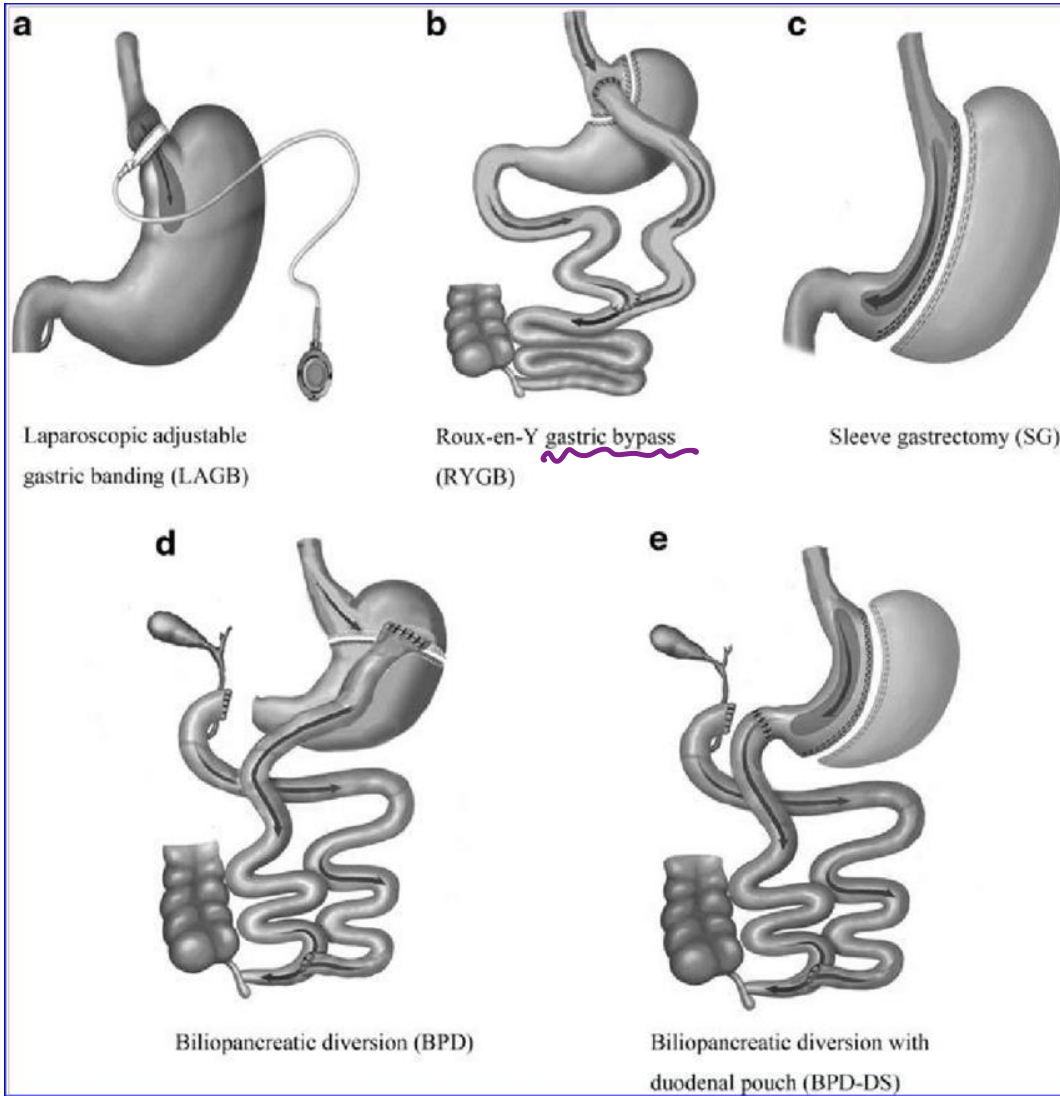 a
b
c
Laparoscopic adjustable
gastric banding (LAGB)
Roux-en-Y gastric bypass
(RYGB)
Sleeve gastrectomy (SG)
d
e
Biliopancreatic diversion (BPD)
Biliopancreatic diversion with
duodenal pouch (BPD-DS)